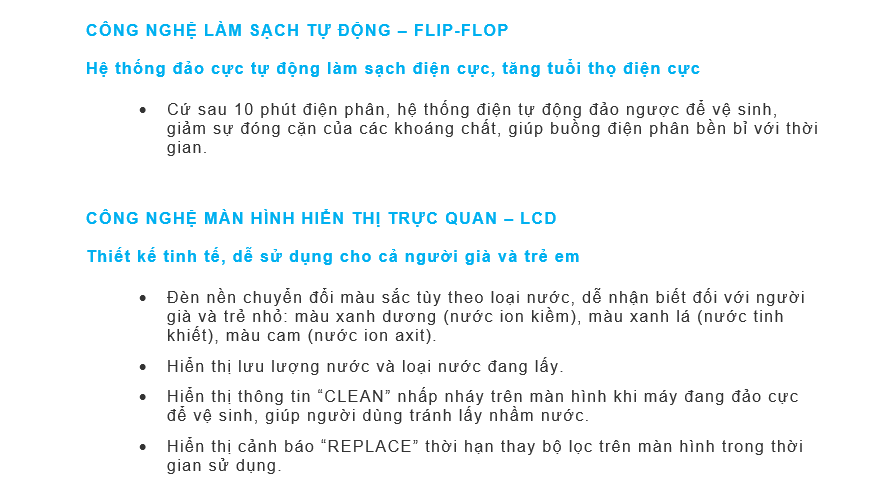 CÔNG NGHỆ LÀM SẠCH TỰ ĐỘNG – FLIP-FLOP
Hệ thống đảo cực tự động làm sạch điện cực, tăng tuổi thọ điện cực
• Cứ sau 10 phút điện phân, hệ thống điện tự động đảo ngược để vệ sinh,
giảm sự đóng cặn của các khoáng chất, giúp buồng điện phân bền bỉ với thời
gian.
CÔNG NGHỆ MÀN HÌNH HIỂN THỊ TRỰC QUAN – LCD
Thiết kế tinh tế, dễ sử dụng cho cả người già và trẻ em
• Đèn nền chuyển đổi màu sắc tùy theo loại nước, dễ nhận biết đối với người
già và trẻ nhỏ: màu xanh dương (nước ion kiềm), màu xanh lá (nước tinh
khiết), màu cam (nước ion axit).
• Hiển thị lưu lượng nước và loại nước đang lấy.
• Hiển thị thông tin “CLEAN” nhấp nháy trên màn hình khi máy đang đảo cực
để vệ sinh, giúp người dùng tránh lấy nhầm nước.
• Hiển thị cảnh báo “REPLACE” thời hạn thay bộ lọc trên màn hình trong thời
gian sử dụng.